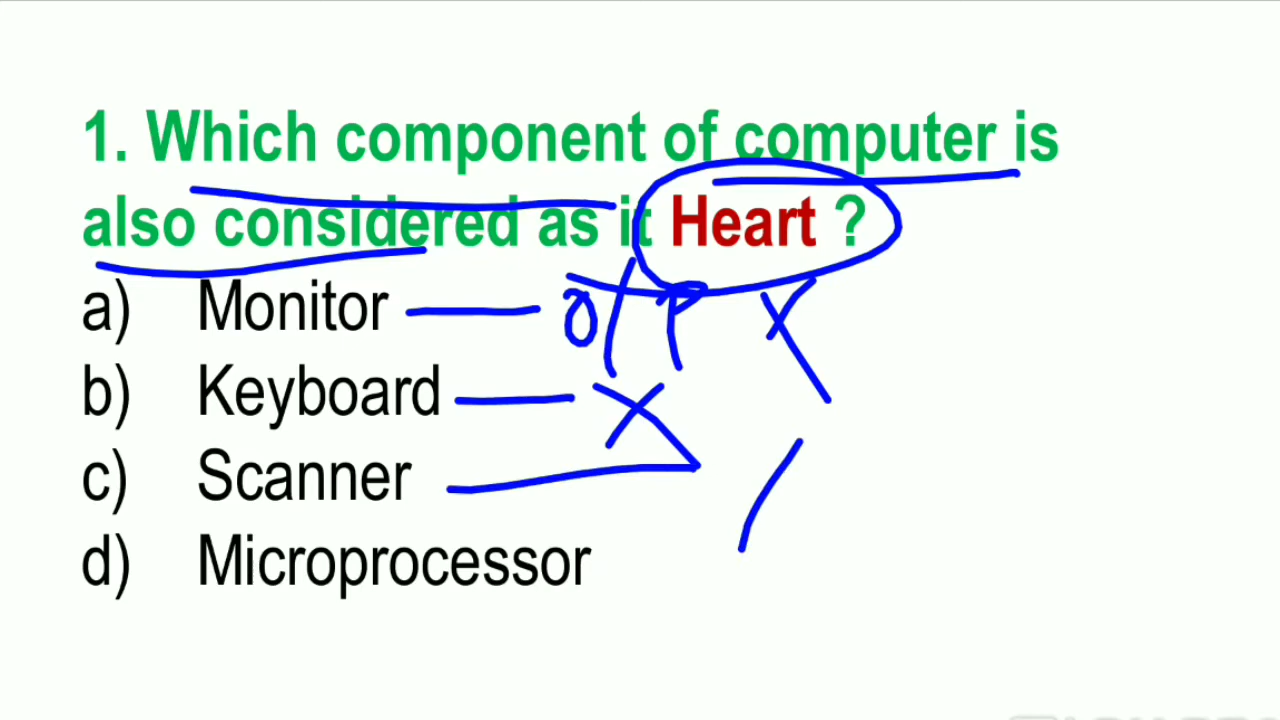 1. Which component of computer is
also considered as it Heart ?
a) Monitor o/p X
b) Keyboard X
c) Scanner
d) Microprocessor